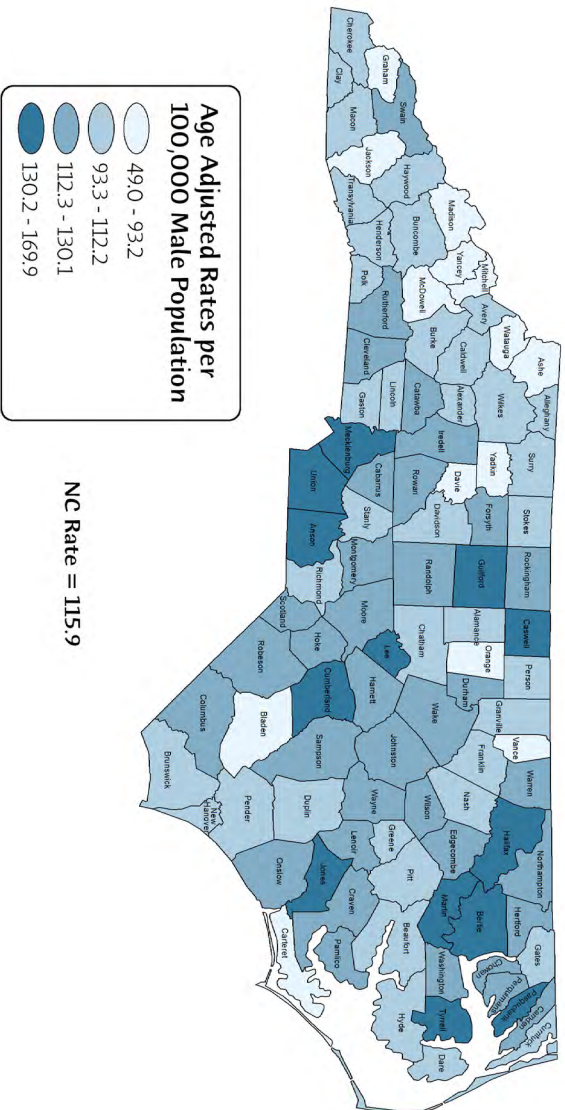 Cherokee
Graham
Clay
Swain
Macon
Jackson
Haywood
Transylvania
Madison
Buncombe
Henderson
Yancey
Mitchell
McDowell
Polk
Rutherford
Avery
Watauga
Burke
Caldwell
Cleveland
Ashe
Alleghany
Wilkes
Alexander
Catawba
Lincoln
Gaston
Surry
Yadkin
Iredell
Davie
Rowan
Cabarrus
Mecklenburg
Union
Stokes
Forsyth
Davidson
Stanly
Anson
Rockingham
Guilford
Randolph
Montgomery
Richmond
Caswell
Alamance
Orange
Chatham
Moore
Lee
Hoke
Scotland
Person
Durham
Granville
Vance
Wake
Harnett
Cumberland
Robeson
Bladen
Columbus
Brunswick
Warren
Franklin
Nash
Johnston
Wilson
Wayne
Sampson
Duplin
Pender
New
Hanover
Northampton
Halifax
Edgecombe
Pitt
Greene
Lenoir
Jones
Onslow
Craven
Hertford
Bertie
Martin
Beaufort
Pamlico
Carteret
Gates
Chowan
Perquimans
Pasquotank
Camden
Currituck
Washington
Tyrrell
Hyde
Dare
Age Adjusted Rates per
100,000 Male Population
49.0 - 93.2
93.3 - 112.2
112.3 - 130.1
130.2 - 169.9
NC Rate = 115.9